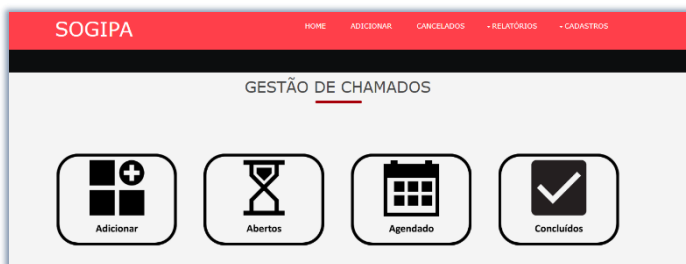 SOGIPA HOME ADICIONAR CANCELADOS RELATÓRIOS CADASTROS
GESTÃO DE CHAMADOS
Adicionar Abertos Agendado Concluídos